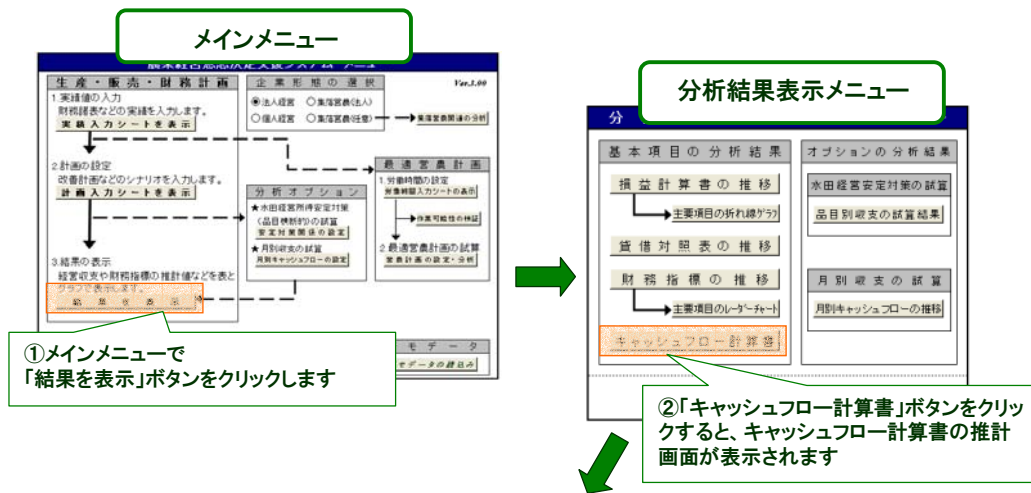 メインメニュー
生産・販売・財務計画
1.実績値の入力
財務諸表などの実績を入力します。
実績入力シートを表示
2.計画の設定
改善計画などのシナリオを入力します。
計画入力シートを表示
3.結果の表示
経営収支や財務指標の推計値などを表と
グラフで表示します。
結果を表示
企業形態の選択
Ver.1.00
◉法人経営 ○集落営農(法人)
○個人経営 ○集落営農(任意)
集落営農関連の分析
分析オプション
★水田経営所得安定対策
(品目横断的)の試算
安定対策関係の設定
★月別収支の試算
月別キャッシュフローの設定
最適営農計画
1.労働時間の設定
労働時間入力シートの表示
作業可能性の検証
2.最適営農計画の試算
営農計画の設定・分析
モデータ
モデータの読込み
①メインメニューで
「結果を表示」ボタンをクリックします
分析結果表示メニュー
分
基本項目の分析結果
損益計算書の推移
主要項目の折れ線グラフ
貸借対照表の推移
財務指標の推移
主要項目のレーダーチャート
キャッシュフロー計算書
オプションの分析結果
水田経営安定対策の試算
品目別収支の試算結果
月別収支の試算
月別キャッシュフローの推移
②「キャッシュフロー計算書」ボタンをクリッ
クすると、キャッシュフロー計算書の推計
画面が表示されます